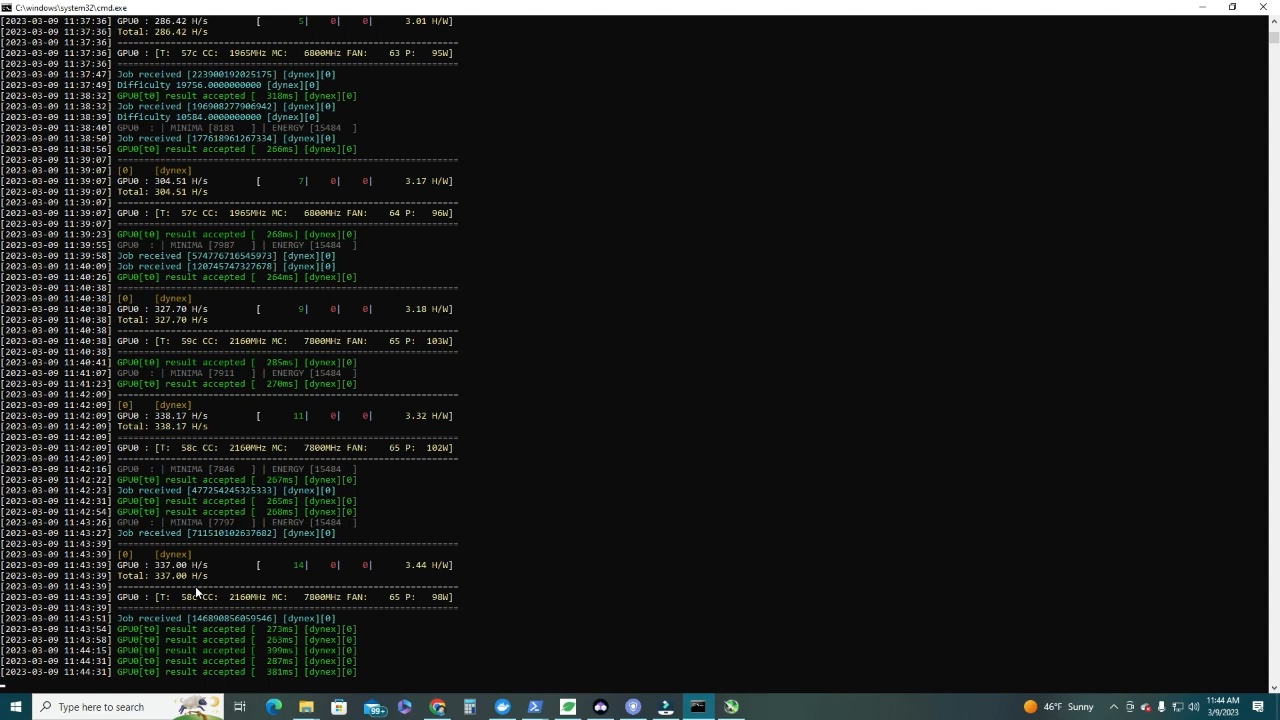 C:\windows\system32\cmd.exe
[2023-03-09 11:37:36] GPU0 : 286.42 H/s [ 5| 0| 0| 3.01 H/W]
[2023-03-09 11:37:36] Total: 286.42 H/s
[2023-03-09 11:37:36] ----------------------------------------------------------------
[2023-03-09 11:37:36] GPU0 : [T: 57c CC: 1965MHz MC: 6800MHz FAN: 63 P: 95W]
[2023-03-09 11:37:36] ----------------------------------------------------------------
[2023-03-09 11:37:47] Job received [223900192025175] [dynex][0]
[2023-03-09 11:37:49] Difficulty 19756.0000000000 [dynex][0]
[2023-03-09 11:38:32] GPU0[t0] result accepted [ 318ms] [dynex][0]
[2023-03-09 11:38:32] Job received [196908277906942] [dynex][0]
[2023-03-09 11:38:39] Difficulty 10584.0000000000 [dynex][0]
[2023-03-09 11:38:40] GPU0 : | MINIMA [8181 ] | ENERGY [15484 ]
[2023-03-09 11:38:50] Job received [177618961267334] [dynex][0]
[2023-03-09 11:38:56] GPU0[t0] result accepted [ 266ms] [dynex][0]
[2023-03-09 11:39:07] ----------------------------------------------------------------
[2023-03-09 11:39:07] [0] [dynex]
[2023-03-09 11:39:07] GPU0 : 304.51 H/s [ 7| 0| 0| 3.17 H/W]
[2023-03-09 11:39:07] Total: 304.51 H/s
[2023-03-09 11:39:07] ----------------------------------------------------------------
[2023-03-09 11:39:07] GPU0 : [T: 57c CC: 1965MHz MC: 6800MHz FAN: 64 P: 96W]
[2023-03-09 11:39:07] ----------------------------------------------------------------
[2023-03-09 11:39:23] GPU0[t0] result accepted [ 268ms] [dynex][0]
[2023-03-09 11:39:55] GPU0 : | MINIMA [7987 ] | ENERGY [15484 ]
[2023-03-09 11:39:58] Job received [574776716545973] [dynex][0]
[2023-03-09 11:40:09] Job received [120745747327678] [dynex][0]
[2023-03-09 11:40:26] GPU0[t0] result accepted [ 264ms] [dynex][0]
[2023-03-09 11:40:38] ----------------------------------------------------------------
[2023-03-09 11:40:38] [0] [dynex]
[2023-03-09 11:40:38] GPU0 : 327.70 H/s [ 9| 0| 0| 3.18 H/W]
[2023-03-09 11:40:38] Total: 327.70 H/s
[2023-03-09 11:40:38] ----------------------------------------------------------------
[2023-03-09 11:40:38] GPU0 : [T: 59c CC: 2160MHz MC: 7800MHz FAN: 65 P: 103W]
[2023-03-09 11:40:38] ----------------------------------------------------------------
[2023-03-09 11:40:41] GPU0[t0] result accepted [ 285ms] [dynex][0]
[2023-03-09 11:41:07] GPU0 : | MINIMA [7911 ] | ENERGY [15484 ]
[2023-03-09 11:41:23] GPU0[t0] result accepted [ 270ms] [dynex][0]
[2023-03-09 11:42:09] ----------------------------------------------------------------
[2023-03-09 11:42:09] [0] [dynex]
[2023-03-09 11:42:09] GPU0 : 338.17 H/s [ 11| 0| 0| 3.32 H/W]
[2023-03-09 11:42:09] Total: 338.17 H/s
[2023-03-09 11:42:09] ----------------------------------------------------------------
[2023-03-09 11:42:09] GPU0 : [T: 58c CC: 2160MHz MC: 7800MHz FAN: 65 P: 102W]
[2023-03-09 11:42:09] ----------------------------------------------------------------
[2023-03-09 11:42:16] GPU0 : | MINIMA [7846 ] | ENERGY [15484 ]
[2023-03-09 11:42:22] GPU0[t0] result accepted [ 267ms] [dynex][0]
[2023-03-09 11:42:23] Job received [477254245325333] [dynex][0]
[2023-03-09 11:42:31] GPU0[t0] result accepted [ 265ms] [dynex][0]
[2023-03-09 11:42:54] GPU0[t0] result accepted [ 268ms] [dynex][0]
[2023-03-09 11:43:26] GPU0 : | MINIMA [7797 ] | ENERGY [15484 ]
[2023-03-09 11:43:27] Job received [711510102637682] [dynex][0]
[2023-03-09 11:43:39] ----------------------------------------------------------------
[2023-03-09 11:43:39] [0] [dynex]
[2023-03-09 11:43:39] GPU0 : 337.00 H/s [ 14| 0| 0| 3.44 H/W]
[2023-03-09 11:43:39] Total: 337.00 H/s
[2023-03-09 11:43:39] ----------------------------------------------------------------
[2023-03-09 11:43:39] GPU0 : [T: 58c CC: 2160MHz MC: 7800MHz FAN: 65 P: 98W]
[2023-03-09 11:43:39] ----------------------------------------------------------------
[2023-03-09 11:43:51] Job received [146890856059546] [dynex][0]
[2023-03-09 11:43:54] GPU0[t0] result accepted [ 273ms] [dynex][0]
[2023-03-09 11:43:58] GPU0[t0] result accepted [ 263ms] [dynex][0]
[2023-03-09 11:44:15] GPU0[t0] result accepted [ 399ms] [dynex][0]
[2023-03-09 11:44:31] GPU0[t0] result accepted [ 287ms] [dynex][0]
[2023-03-09 11:44:31] GPU0[t0] result accepted [ 381ms] [dynex][0]
Type here to search
99+
46°F Sunny
11:44 AM
3/9/2023